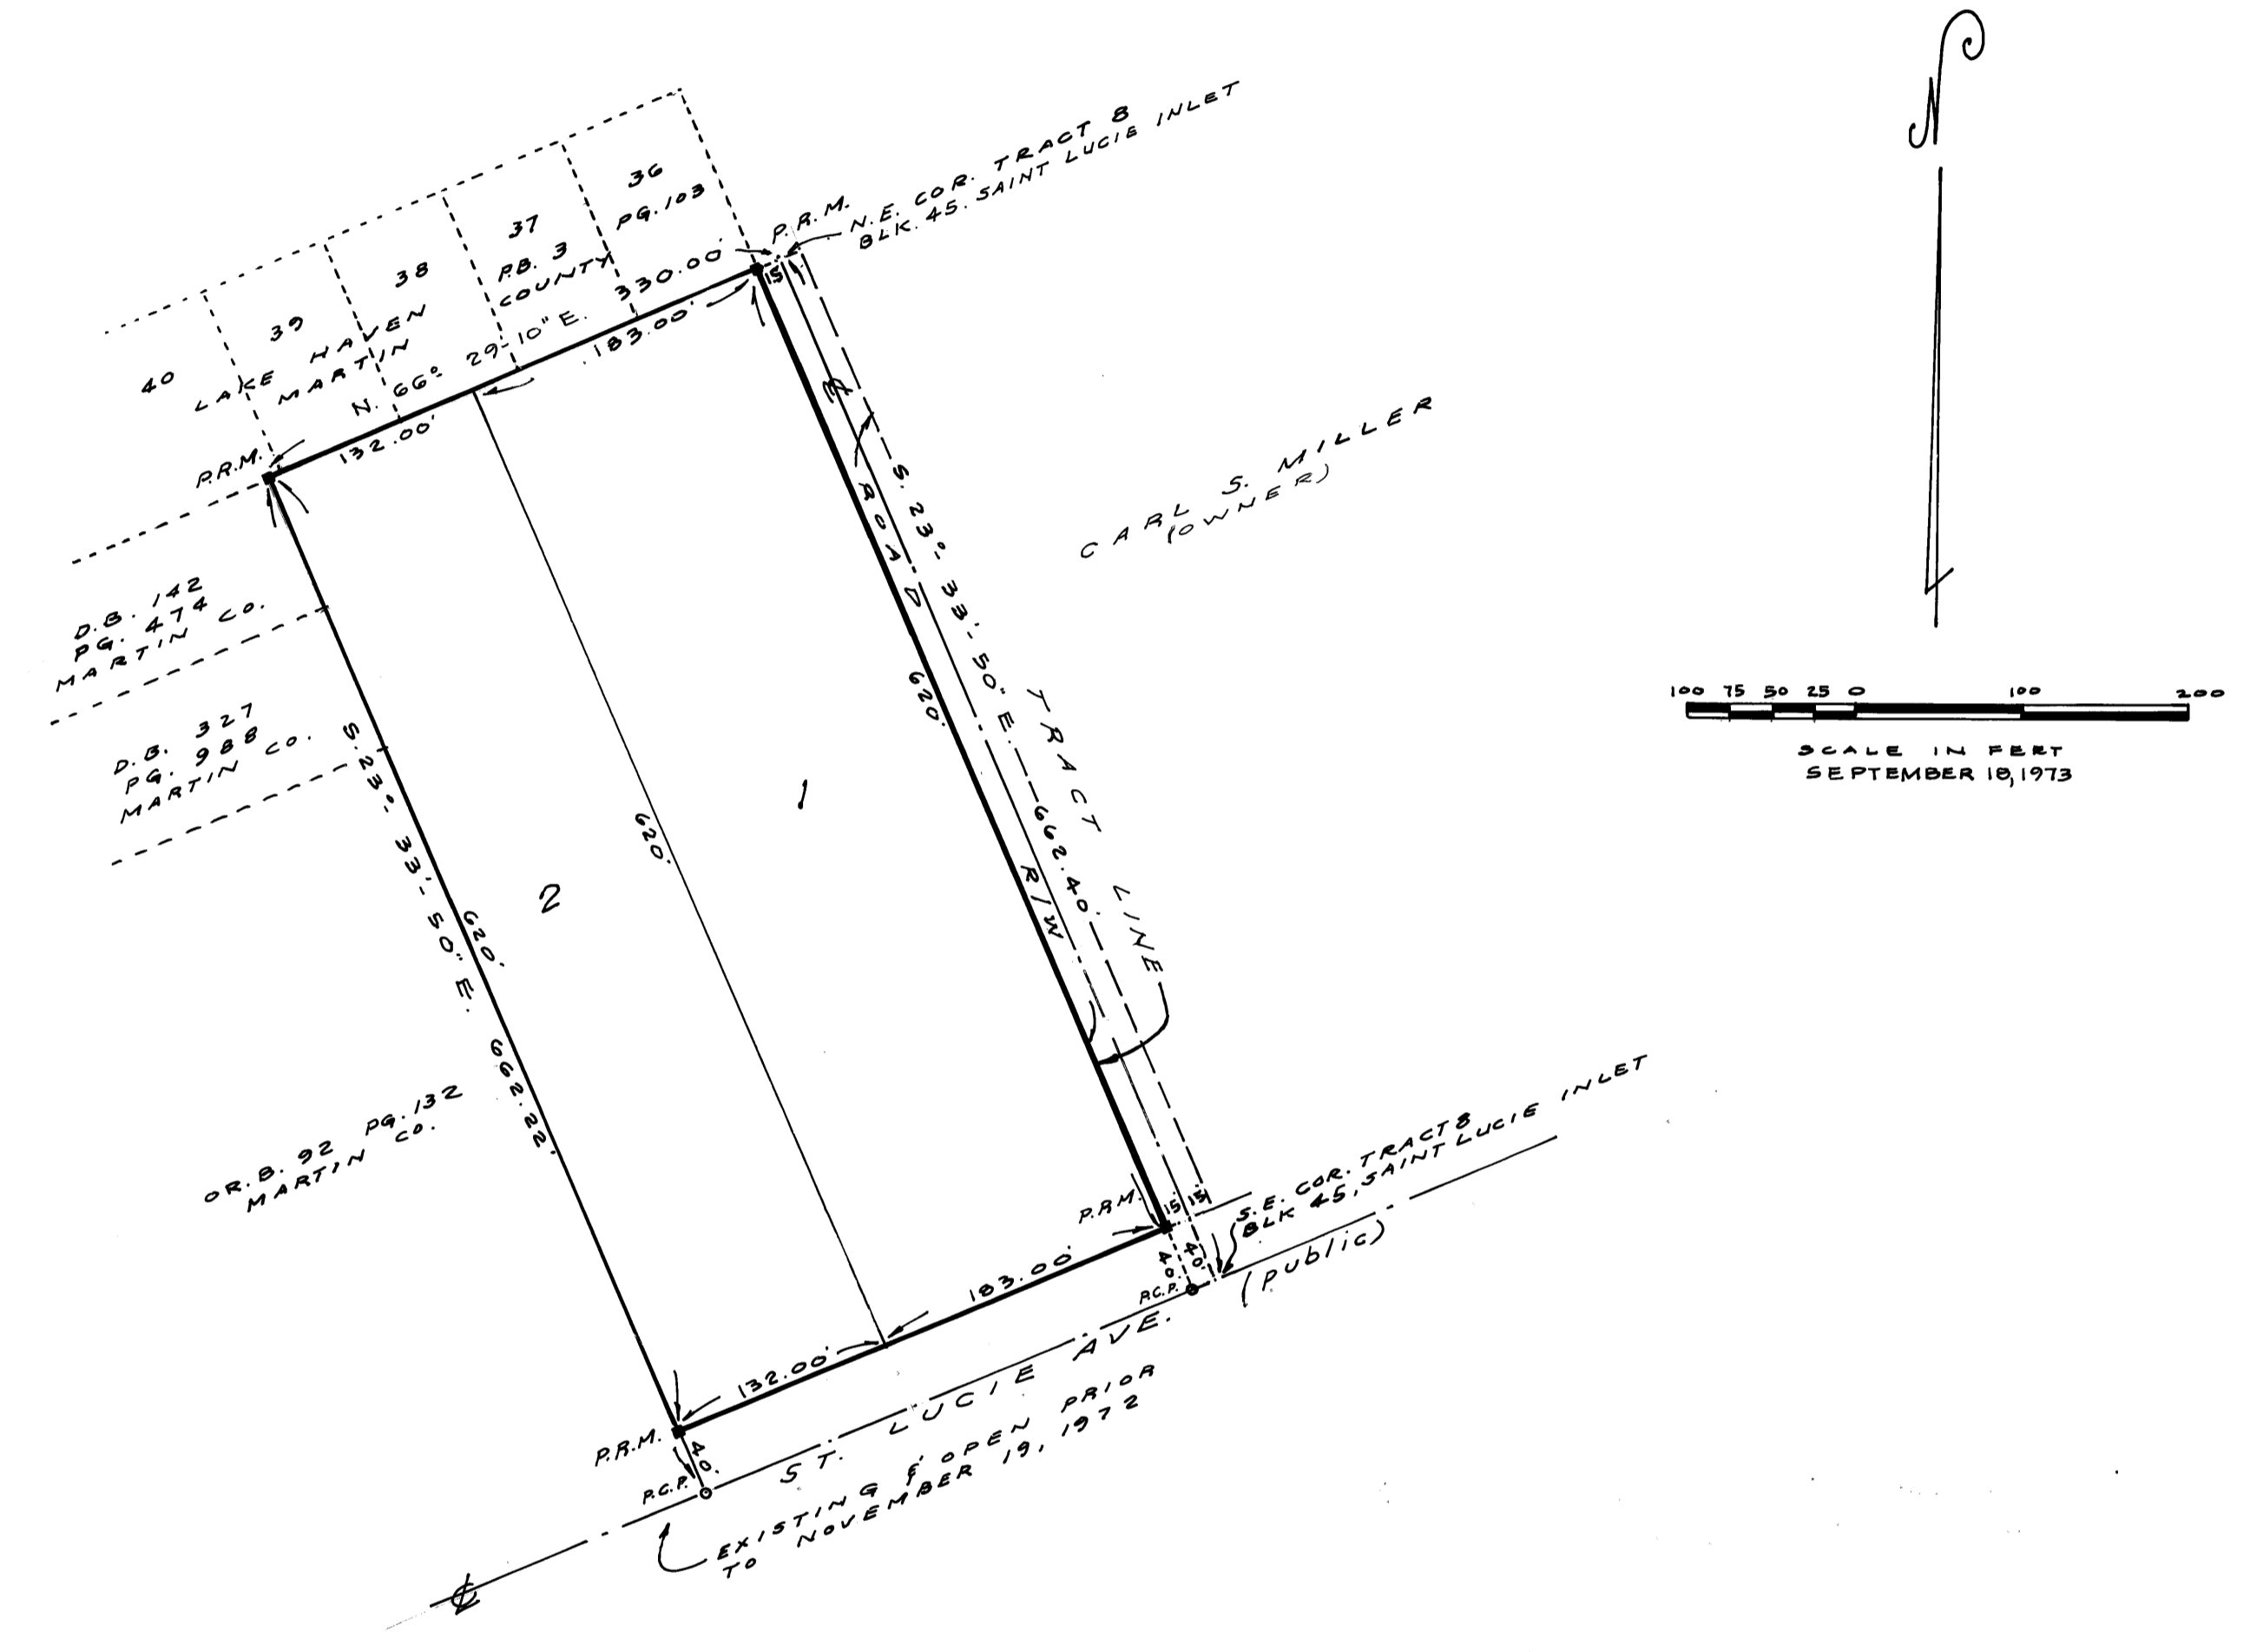 N
36
PG. 103
37
P.B. 3
COUNTY
38
39
LAKE HAVEN
MARTIN
40
P.R.M.
N.E. COR. TRACT 8
BLK. 45. SAINT LUCIE INLET
N. 66°- 29'-10" E. 330.00'
183.00'
132.00'
15'
P.R.M.
℄
ROAD
R/W
S. 23°- 33'- 50" E. 662.40'
TRACT LINE
CARL S. MILLER
(OWNER)
D.B. 142
PG. 474
MARTIN CO.
D.B. 327
PG. 988
MARTIN CO.
S. 23°- 33'- 50" E. 662.22'
620'
620'
620'
1
2
OR.B. 92 PG. 132
MARTIN CO.
100 75 50 25 0 100 200
SCALE IN FEET
SEPTEMBER 18, 1973
P.R.M.
15' 15'
40' 40'
S.E. COR. TRACT 8
BLK 45, SAINT LUCIE INLET
P.C.P.
(public)
183.00'
132.00'
P.R.M.
40'
P.C.P.
ST. LUCIE AVE.
EXISTING & OPEN PRIOR
TO NOVEMBER 19, 1972
℄